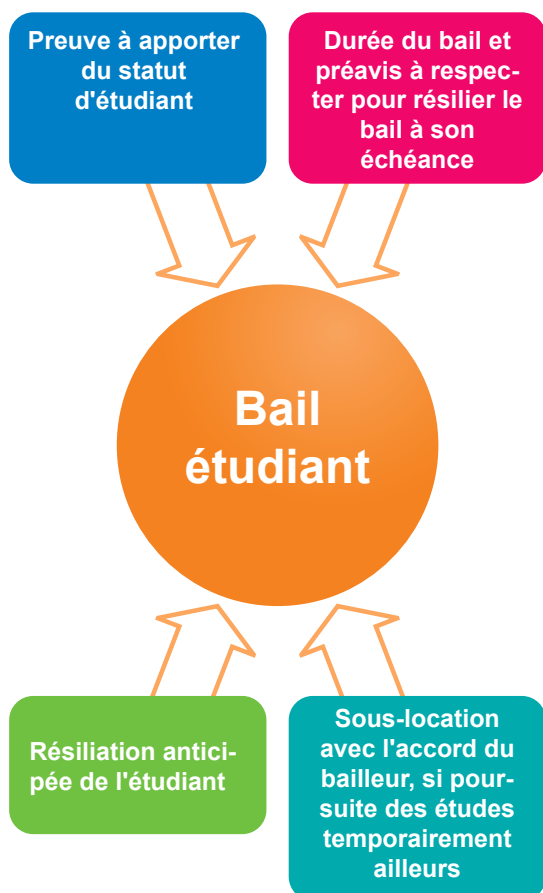 Preuve à apporter
du statut
d'étudiant
Durée du bail et
préavis à respec-
ter pour résilier le
bail à son
échéance
Bail
étudiant
Résiliation antici-
pée de l'étudiant
Sous-location
avec l'accord du
bailleur, si pour-
suite des études
temporairement
ailleurs